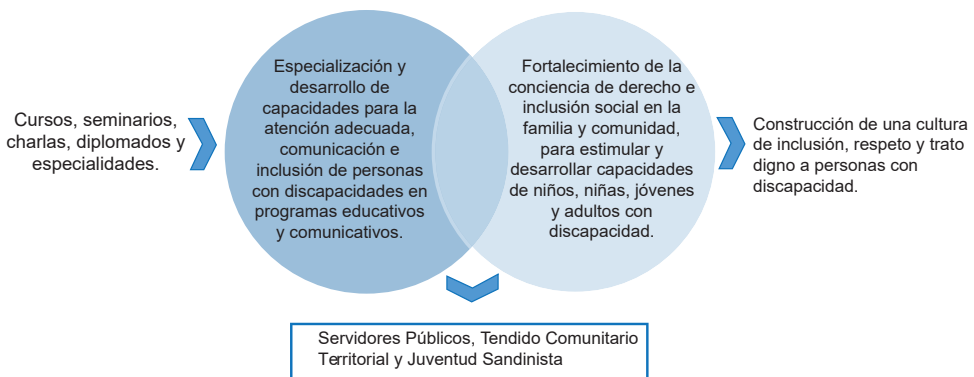 Cursos, seminarios,
charlas, diplomados y
especialidades.
Especialización y
desarrollo de
capacidades para la
atención adecuada,
comunicación e
inclusión de personas
con discapacidades en
programas educativos
y comunicativos.
Fortalecimiento de la
conciencia de derecho e
inclusión social en la
familia y comunidad,
para estimular y
desarrollar capacidades
de niños, niñas, jóvenes
y adultos con
discapacidad.
Construcción de una cultura
de inclusión, respeto y trato
digno a personas con
discapacidad.
Servidores Públicos, Tendido Comunitario
Territorial y Juventud Sandinista